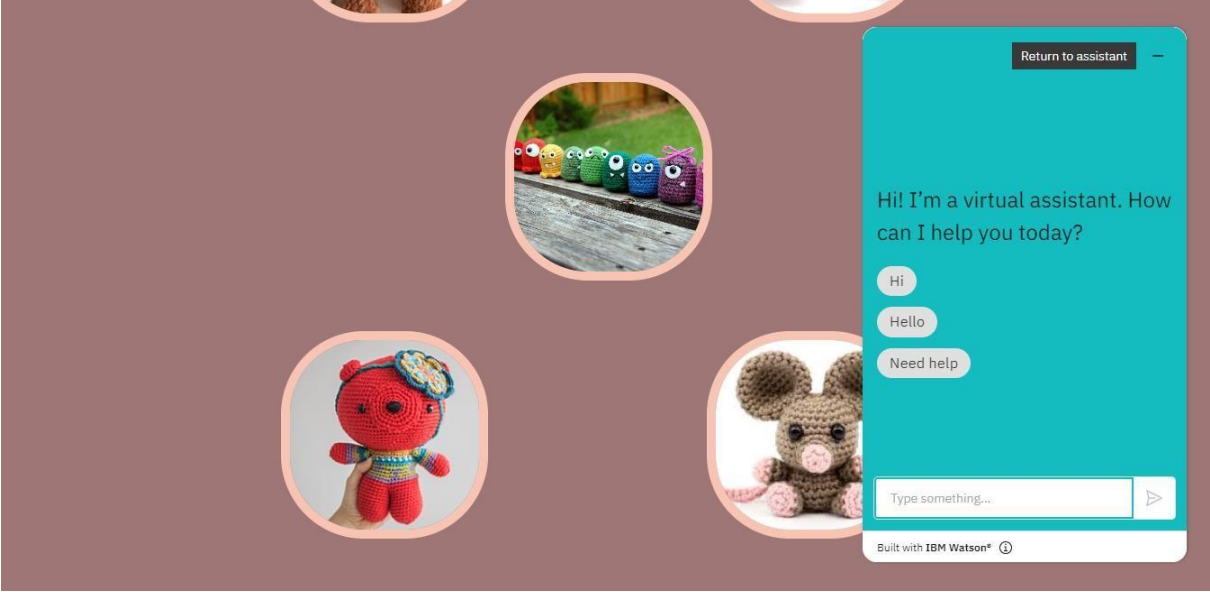 Return to assistant
Hi! I’m a virtual assistant. How
can I help you today?
Hi
Hello
Need help
Type something...
Built with IBM Watson®